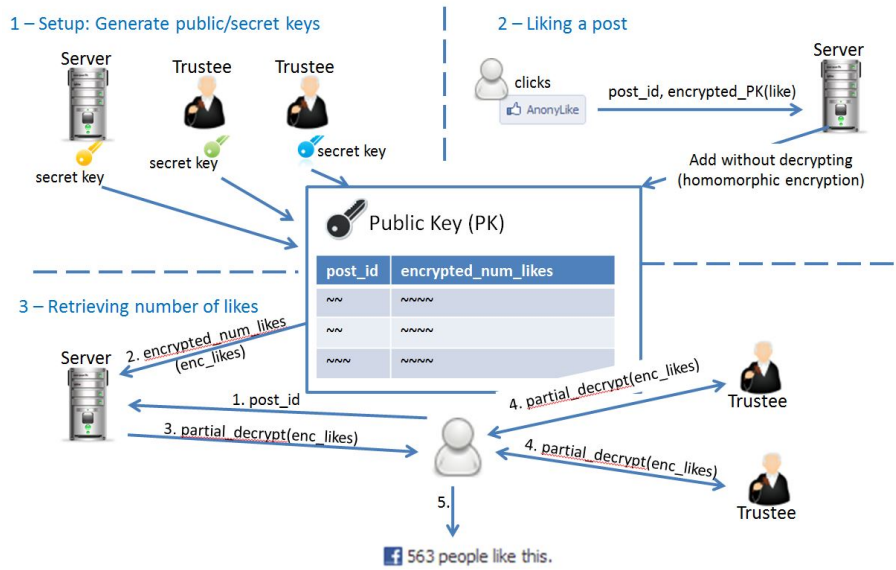 1 – Setup: Generate public/secret keys
Server
Trustee
Trustee
secret key
secret key
secret key
2 – Liking a post
clicks
AnonyLike
post_id, encrypted_PK(like)
Server
Add without decrypting
(homomorphic encryption)
Public Key (PK)
post_id encrypted_num_likes
~~ ~~~~
~~ ~~~~
~~~ ~~~~
3 – Retrieving number of likes
Server
2. encrypted_num_likes
(enc_likes)
1. post_id
3. partial_decrypt(enc_likes)
4. partial_decrypt(enc_likes)
Trustee
4. partial_decrypt(enc_likes)
Trustee
5.
f 563 people like this.